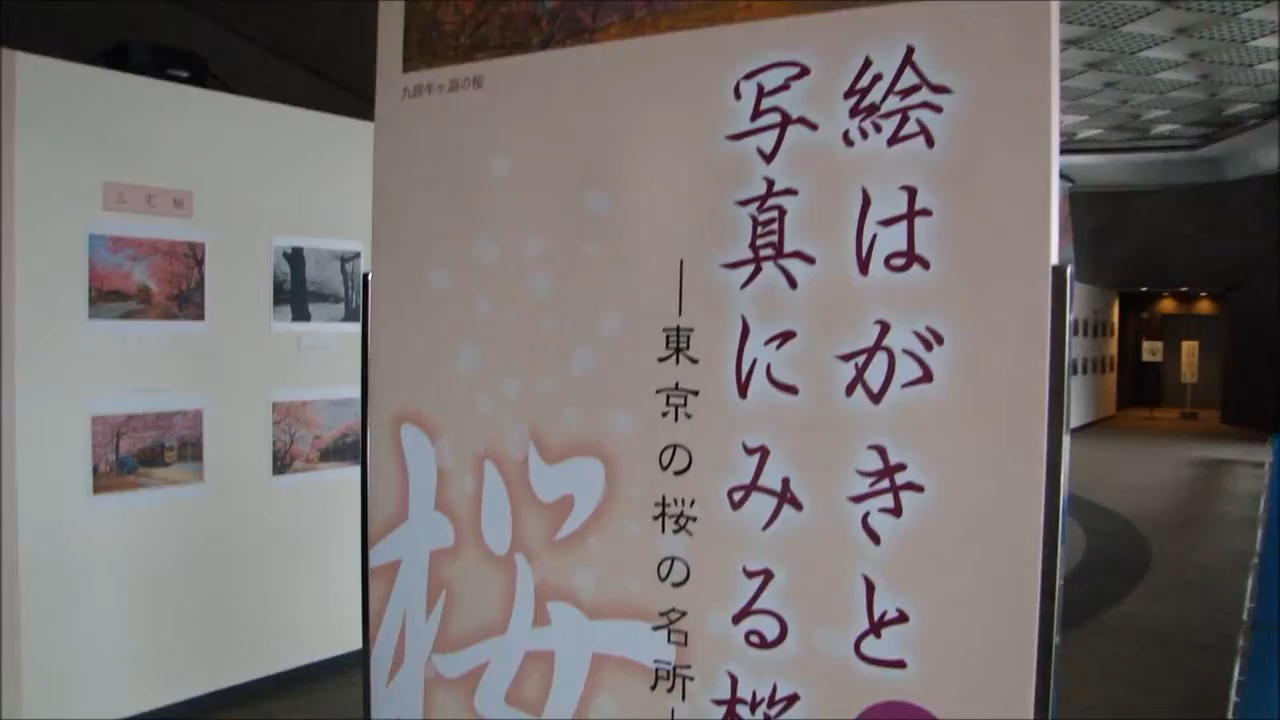 絵はがきと
写真にみる桜
―東京の桜の名所―
桜
九段牛ヶ淵の桜